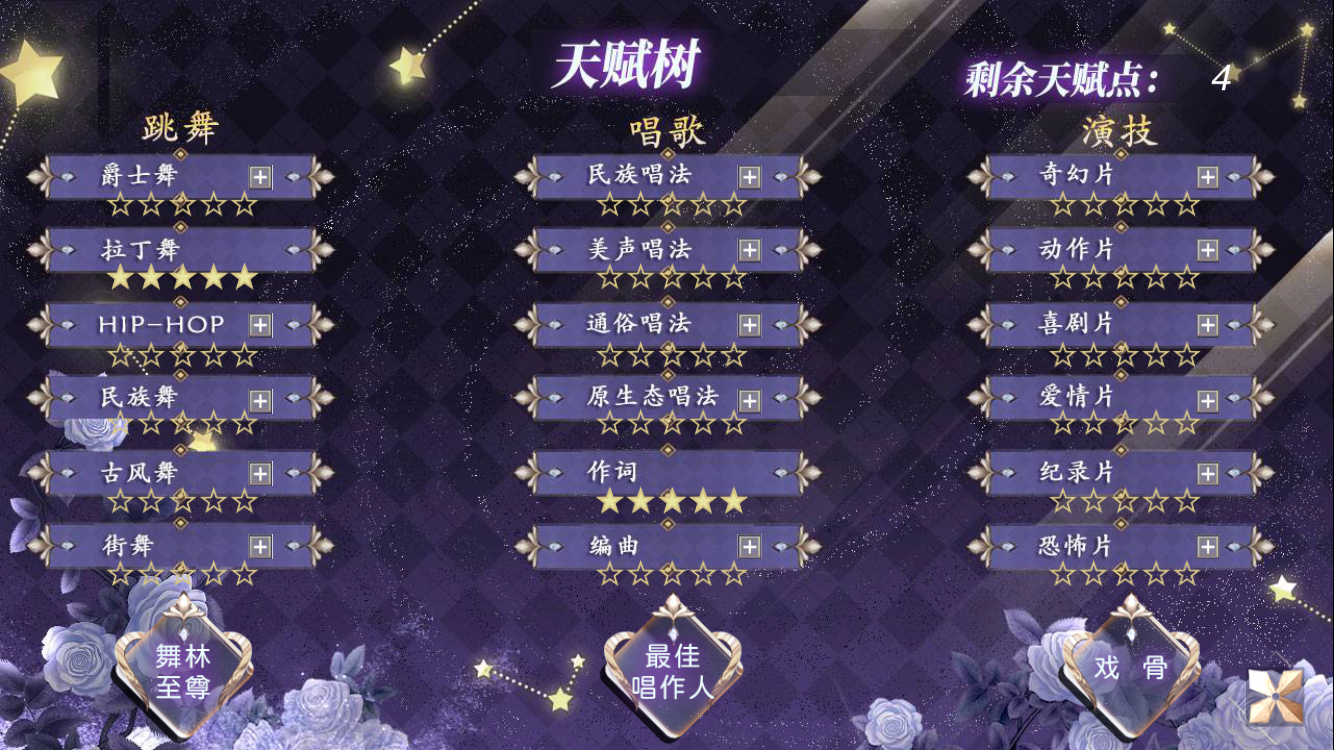 天赋树
剩余天赋点： 4
跳舞 唱歌 演技
爵士舞 民族唱法 奇幻片
拉丁舞 美声唱法 动作片
HIP-HOP 通俗唱法 喜剧片
民族舞 原生态唱法 爱情片
古风舞 作词 纪录片
街舞 编曲 恐怖片
舞林
至尊
最佳
唱作人
戏 骨